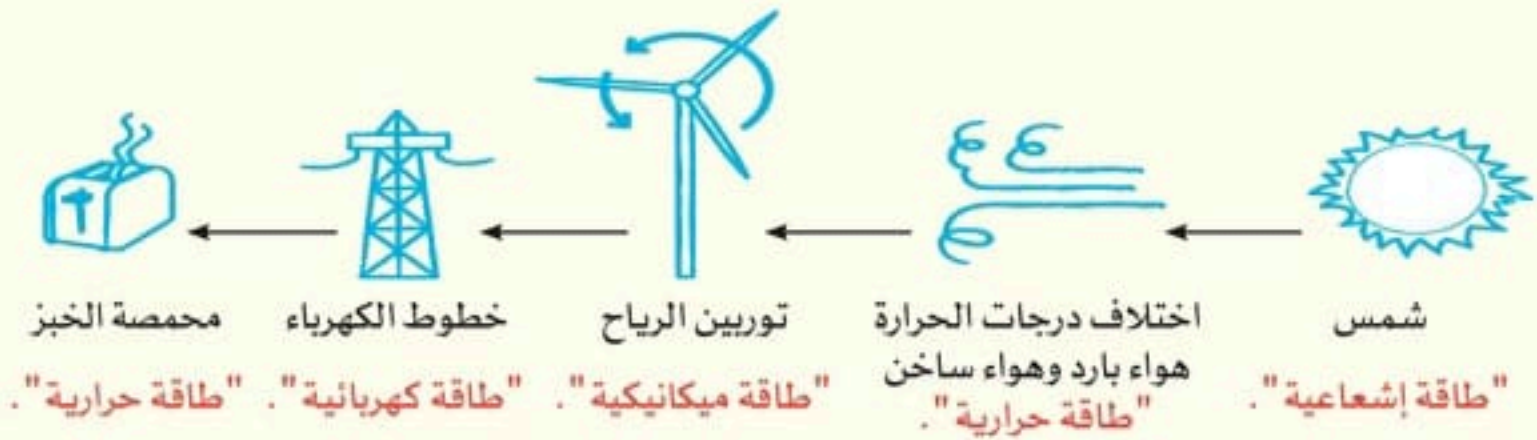 شمس
"طاقة إشعاعية".
اختلاف درجات الحرارة
هواء بارد وهواء ساخن
"طاقة حرارية".
توربين الرياح
"طاقة ميكانيكية".
خطوط الكهرباء
"طاقة كهربائية".
محمصة الخبز
"طاقة حرارية".